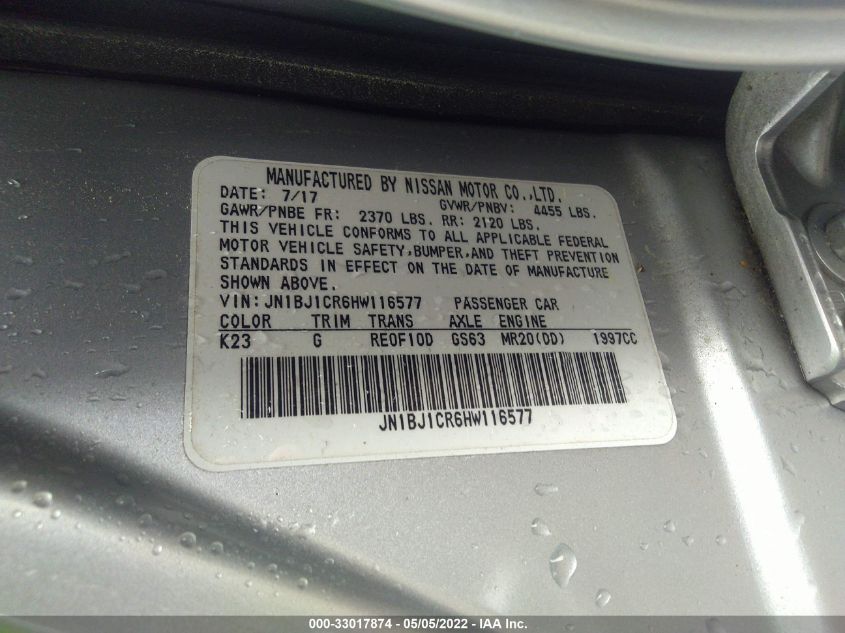 MANUFACTURED BY NISSAN MOTOR CO.,LTD.
DATE: 7/17 GVWR/PNBV: 4455 LBS.
GAWR/PNBE FR: 2370 LBS. RR: 2120 LBS.
THIS VEHICLE CONFORMS TO ALL APPLICABLE FEDERAL
MOTOR VEHICLE SAFETY,BUMPER,AND THEFT PREVENTION
STANDARDS IN EFFECT ON THE DATE OF MANUFACTURE
SHOWN ABOVE.
VIN: JN1BJ1CR6HW116577 PASSENGER CAR
COLOR TRIM TRANS AXLE ENGINE
K23 G RE0F10D GS63 MR20(DD) 1997CC
JN1BJ1CR6HW116577
000-33017874 - 05/05/2022 - IAA Inc.